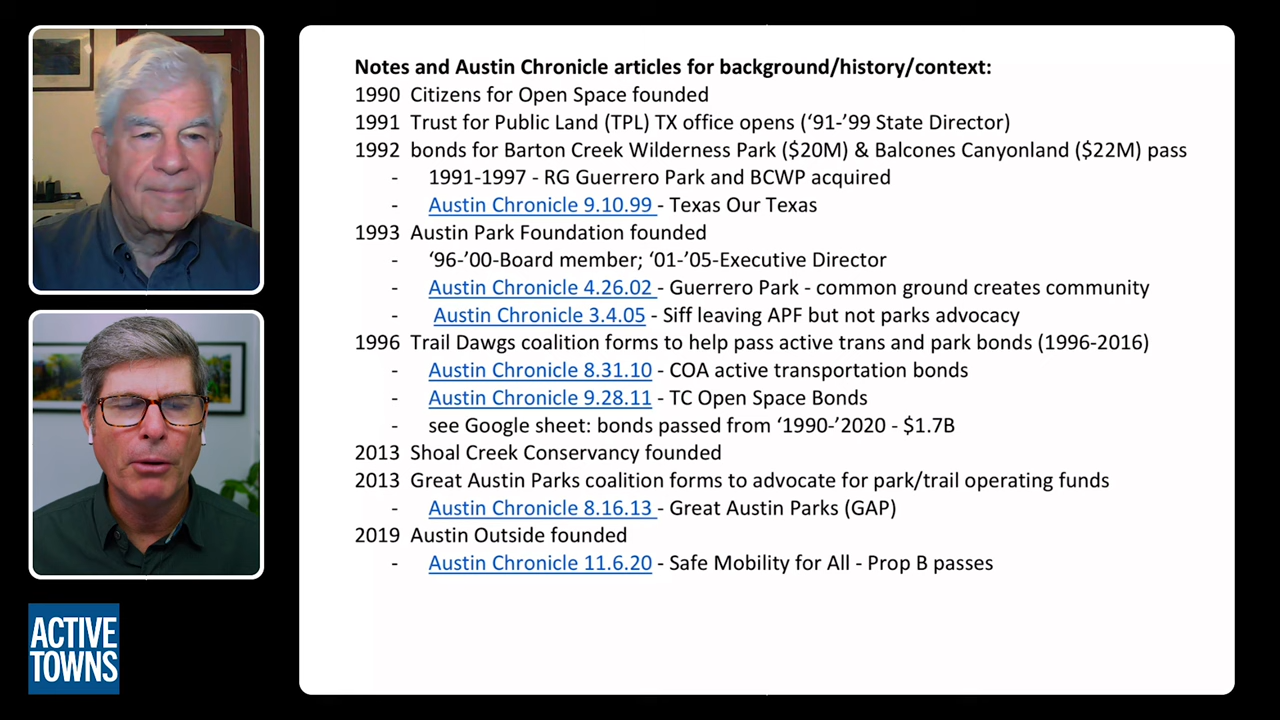 Notes and Austin Chronicle articles for background/history/context:
1990 Citizens for Open Space founded
1991 Trust for Public Land (TPL) TX office opens (‘91-’99 State Director)
1992 bonds for Barton Creek Wilderness Park ($20M) & Balcones Canyonland ($22M) pass
- 1991-1997 - RG Guerrero Park and BCWP acquired
- Austin Chronicle 9.10.99 - Texas Our Texas
1993 Austin Park Foundation founded
- ‘96-’00-Board member; ‘01-’05-Executive Director
- Austin Chronicle 4.26.02 - Guerrero Park - common ground creates community
- Austin Chronicle 3.4.05 - Siff leaving APF but not parks advocacy
1996 Trail Dawgs coalition forms to help pass active trans and park bonds (1996-2016)
- Austin Chronicle 8.31.10 - COA active transportation bonds
- Austin Chronicle 9.28.11 - TC Open Space Bonds
- see Google sheet: bonds passed from ‘1990-’2020 - $1.7B
2013 Shoal Creek Conservancy founded
2013 Great Austin Parks coalition forms to advocate for park/trail operating funds
- Austin Chronicle 8.16.13 - Great Austin Parks (GAP)
2019 Austin Outside founded
- Austin Chronicle 11.6.20 - Safe Mobility for All - Prop B passes
ACTIVE
TOWNS